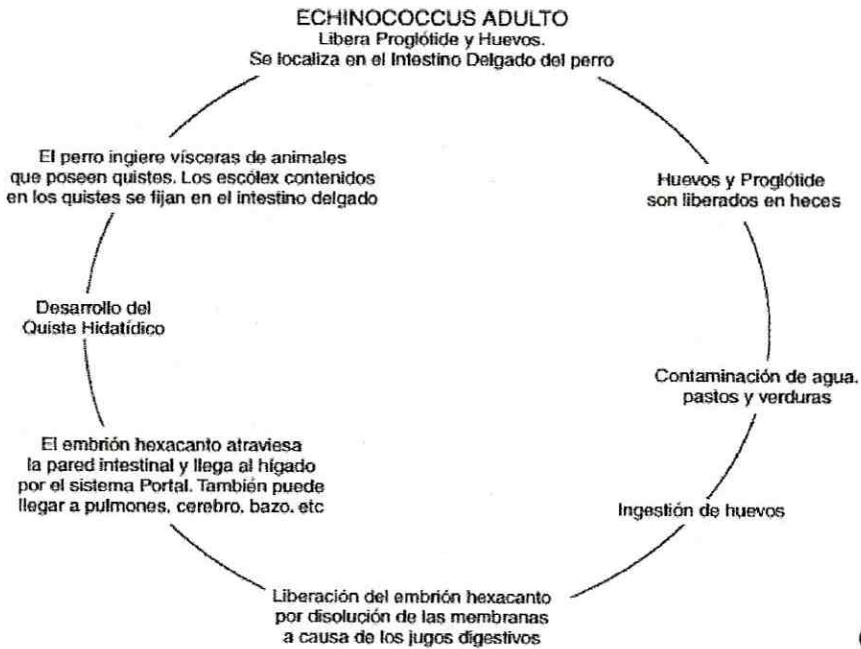 ECHINOCOCCUS ADULTO
Libera Proglótide y Huevos.
Se localiza en el Intestino Delgado del perro
Huevos y Proglótide
son liberados en heces
Contaminación de agua,
pastos y verduras
Ingestión de huevos
Liberación del embrión hexacanto
por disolución de las membranas
a causa de los jugos digestivos
El embrión hexacanto atraviesa
la pared intestinal y llega al hígado
por el sistema Portal. También puede
llegar a pulmones, cerebro, bazo, etc
Desarrollo del
Quiste Hidatídico
El perro ingiere vísceras de animales
que poseen quistes. Los escólex contenidos
en los quistes se fijan en el intestino delgado